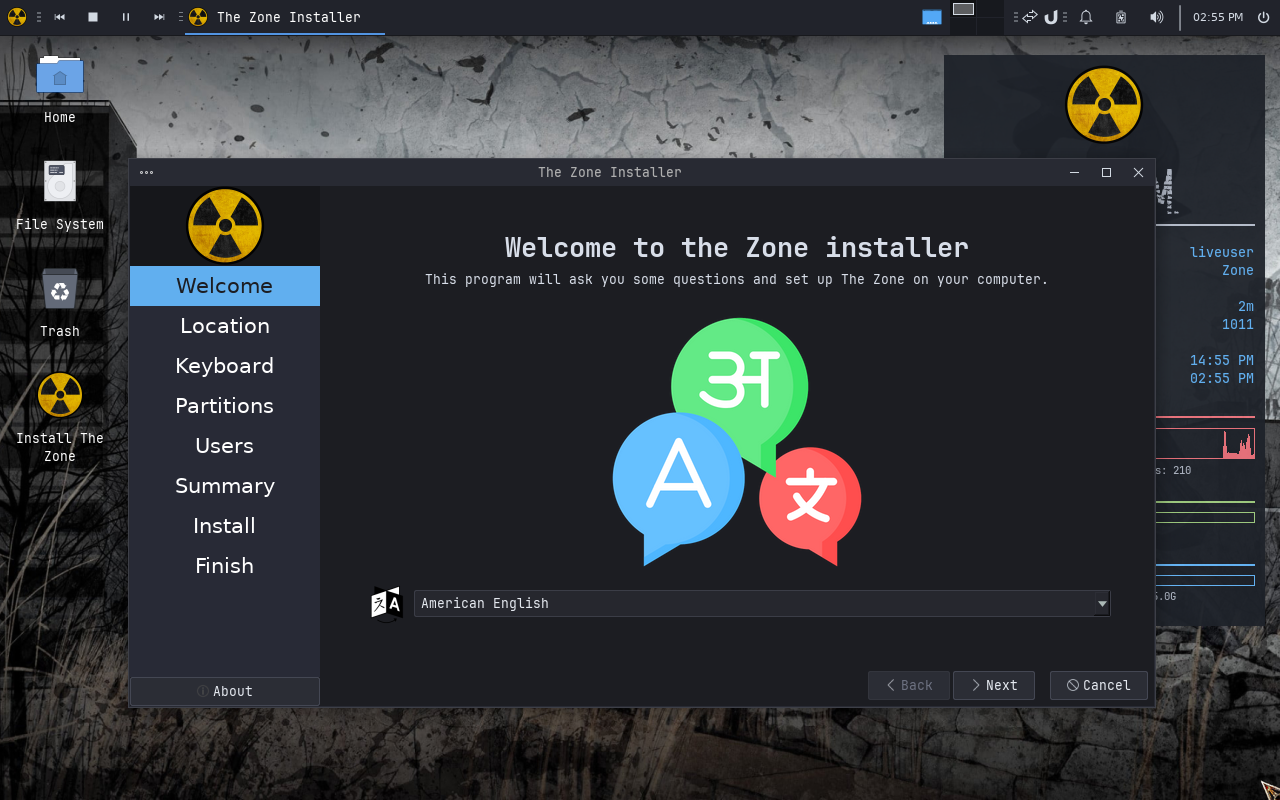 The Zone Installer
02:55 PM
Home
File System
Trash
Install The
Zone
The Zone Installer
Welcome
Location
Keyboard
Partitions
Users
Summary
Install
Finish
About
Welcome to the Zone installer
This program will ask you some questions and set up The Zone on your computer.
अ
A
文
American English
Back
Next
Cancel
liveuser
Zone
2m
1011
14:55 PM
02:55 PM
s: 210